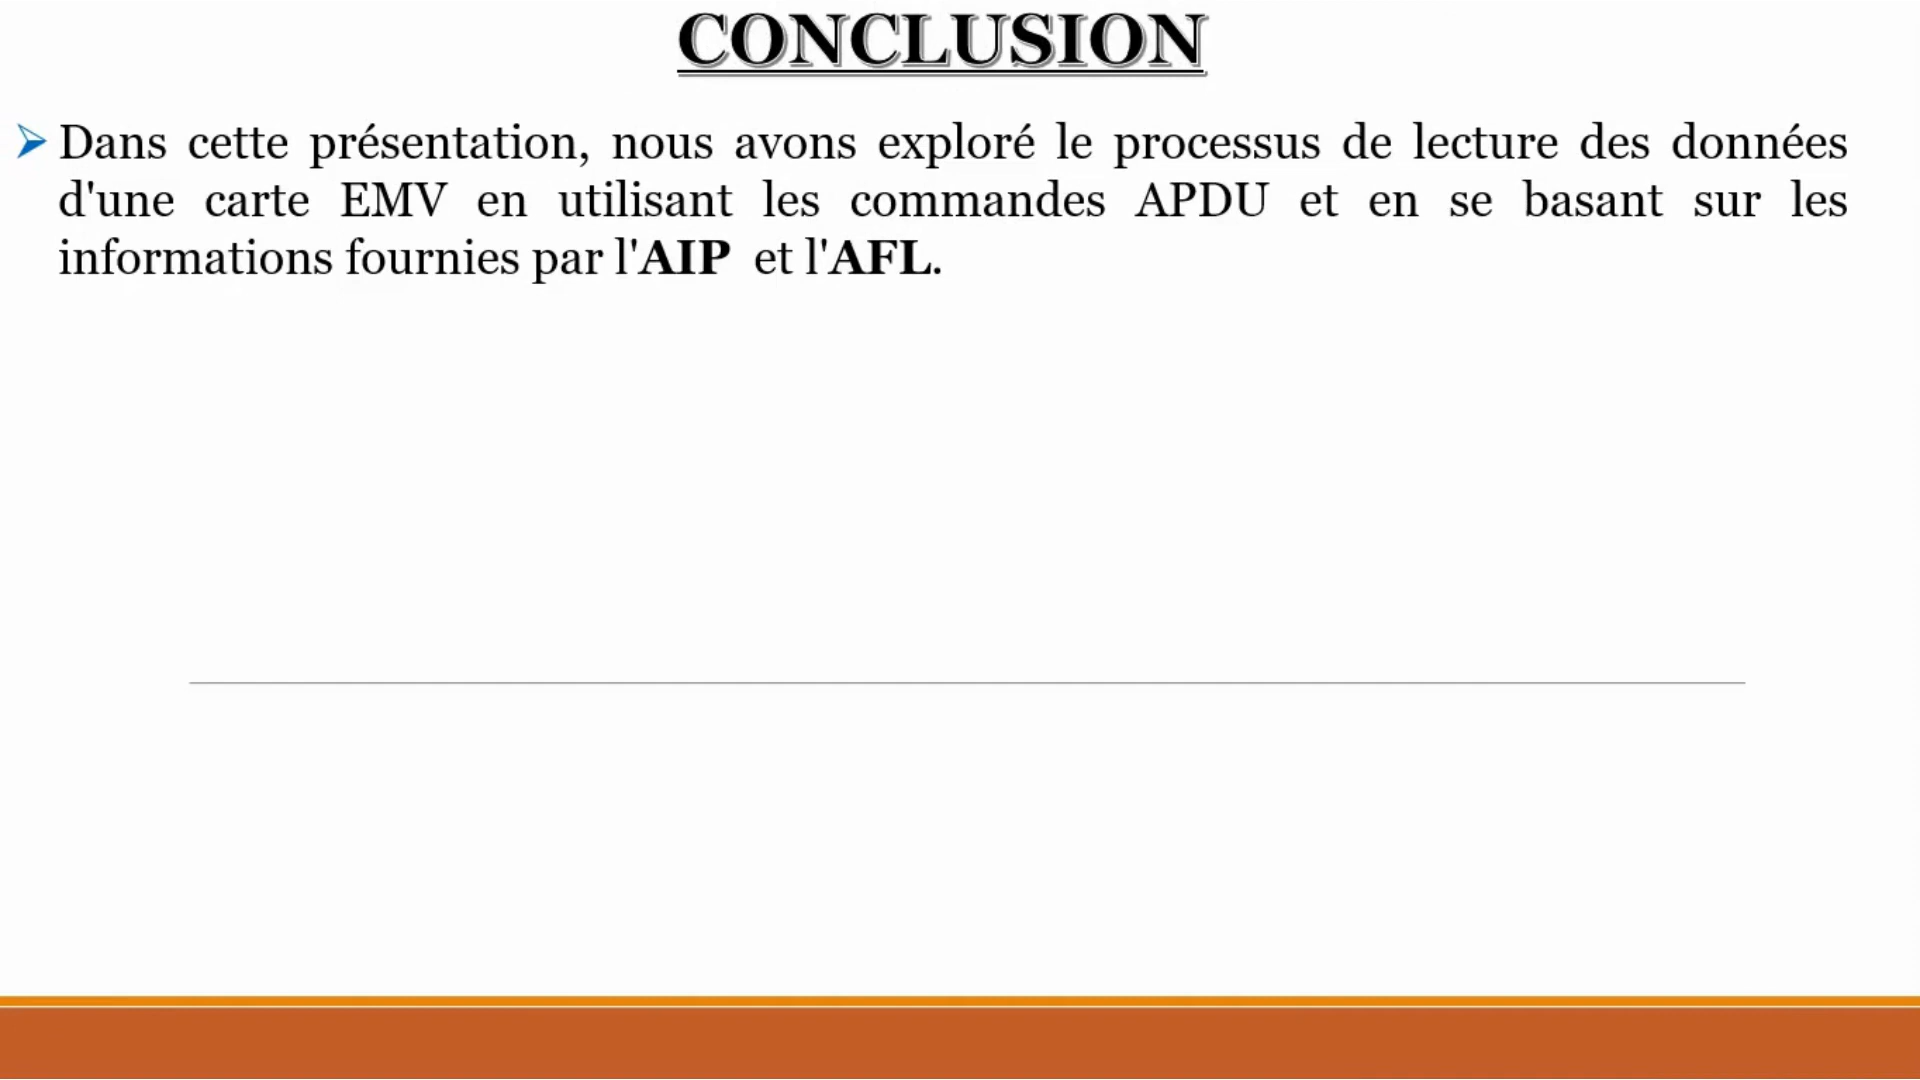 CONCLUSION
Dans cette présentation, nous avons exploré le processus de lecture des données
d'une carte EMV en utilisant les commandes APDU et en se basant sur les
informations fournies par l'AIP et l'AFL.